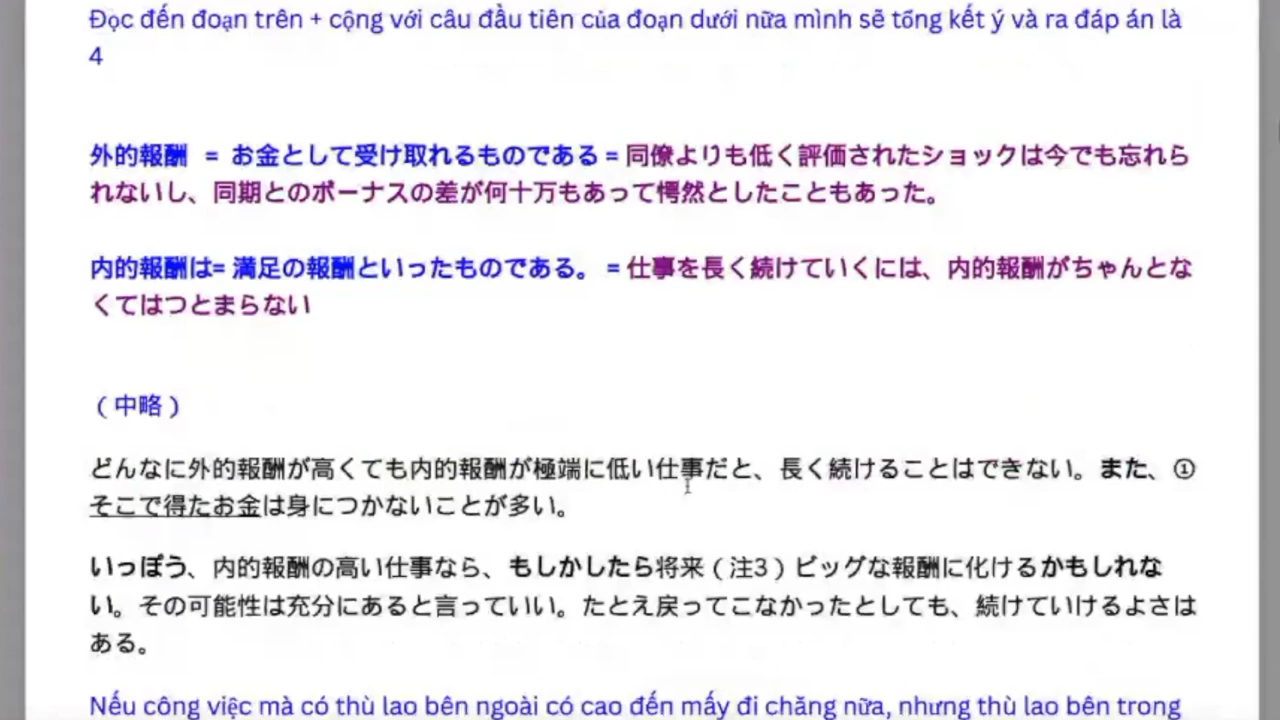 Đọc đến đoạn trên + cộng với câu đầu tiên của đoạn dưới nữa mình sẽ tổng kết ý và ra đáp án là
4
外的報酬 = お金として受け取れるものである = 同僚よりも低く評価されたショックは今でも忘れら
れないし、同期とのボーナスの差が何十万もあって愕然としたこともあった。
内的報酬は= 満足の報酬といったものである。 = 仕事を長く続けていくには、内的報酬がちゃんとな
くてはつとまらない
（中略）
どんなに外的報酬が高くても内的報酬が極端に低い仕事だと、長く続けることはできない。また、①
そこで得たお金は身につかないことが多い。
いっぽう、内的報酬の高い仕事なら、もしかしたら将来（注3）ビッグな報酬に化けるかもしれな
い。その可能性は充分にあると言っていい。たとえ戻ってこなかったとしても、続けていけるよさは
ある。
Nếu công việc mà có thù lao bên ngoài có cao đến mấy đi chăng nữa, nhưng thù lao bên trong